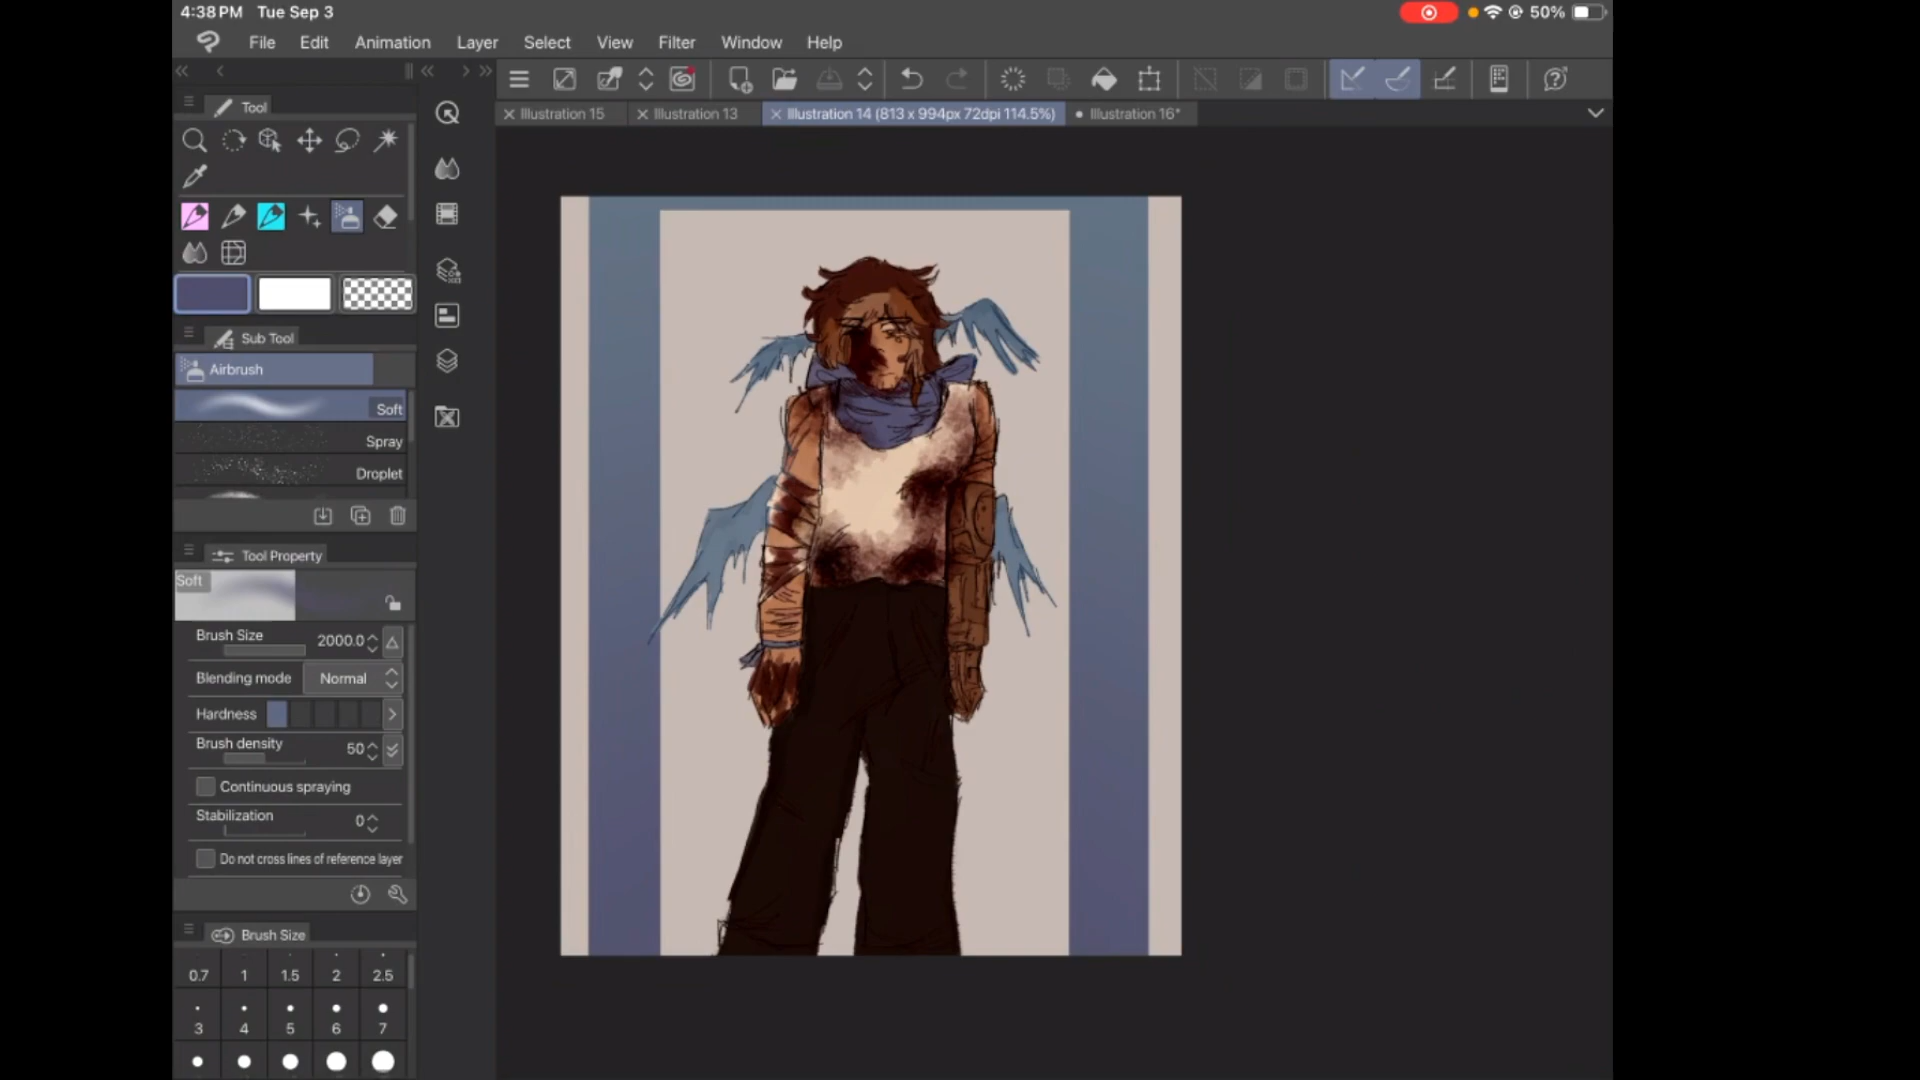 4:38 PM Tue Sep 3
50%
File Edit Animation Layer Select View Filter Window Help
Tool
Illustration 15
Illustration 13
Illustration 14 (813 x 994px 72dpi 114.5%)
Illustration 16*
Sub Tool
Airbrush
Soft
Spray
Droplet
Tool Property
Soft
Brush Size 2000.0
Blending mode Normal
Hardness
Brush density 50
Continuous spraying
Stabilization 0
Do not cross lines of reference layer
Brush Size
0.7 1 1.5 2 2.5
3 4 5 6 7